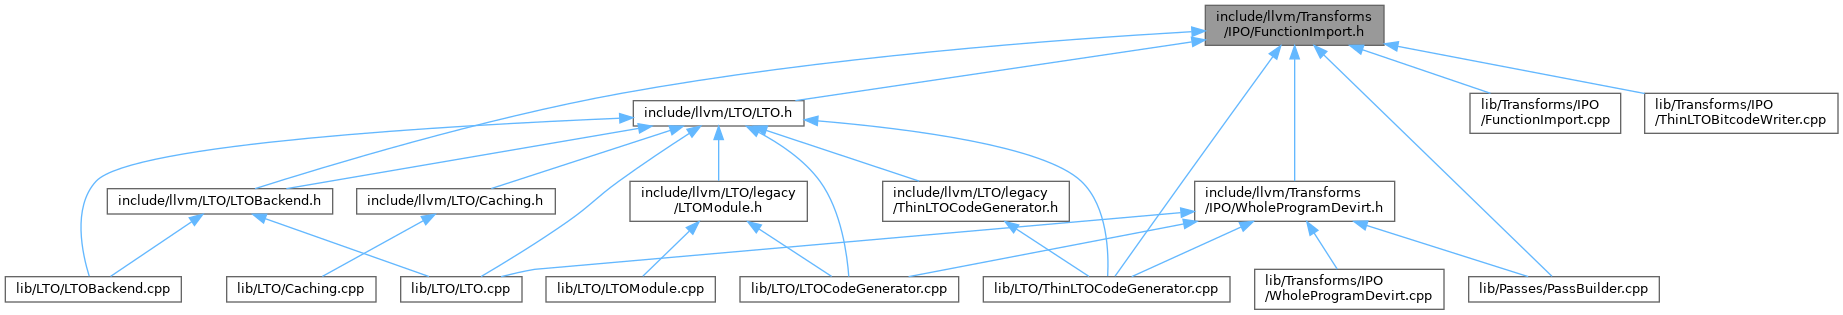 include/llvm/Transforms
/IPO/FunctionImport.h
include/llvm/LTO/LTO.h
lib/Transforms/IPO
/FunctionImport.cpp
lib/Transforms/IPO
/ThinLTOBitcodeWriter.cpp
include/llvm/LTO/LTOBackend.h
include/llvm/LTO/Caching.h
include/llvm/LTO/legacy
/LTOModule.h
include/llvm/LTO/legacy
/ThinLTOCodeGenerator.h
include/llvm/Transforms
/IPO/WholeProgramDevirt.h
lib/LTO/LTOBackend.cpp
lib/LTO/Caching.cpp
lib/LTO/LTO.cpp
lib/LTO/LTOModule.cpp
lib/LTO/LTOCodeGenerator.cpp
lib/LTO/ThinLTOCodeGenerator.cpp
lib/Transforms/IPO
/WholeProgramDevirt.cpp
lib/Passes/PassBuilder.cpp